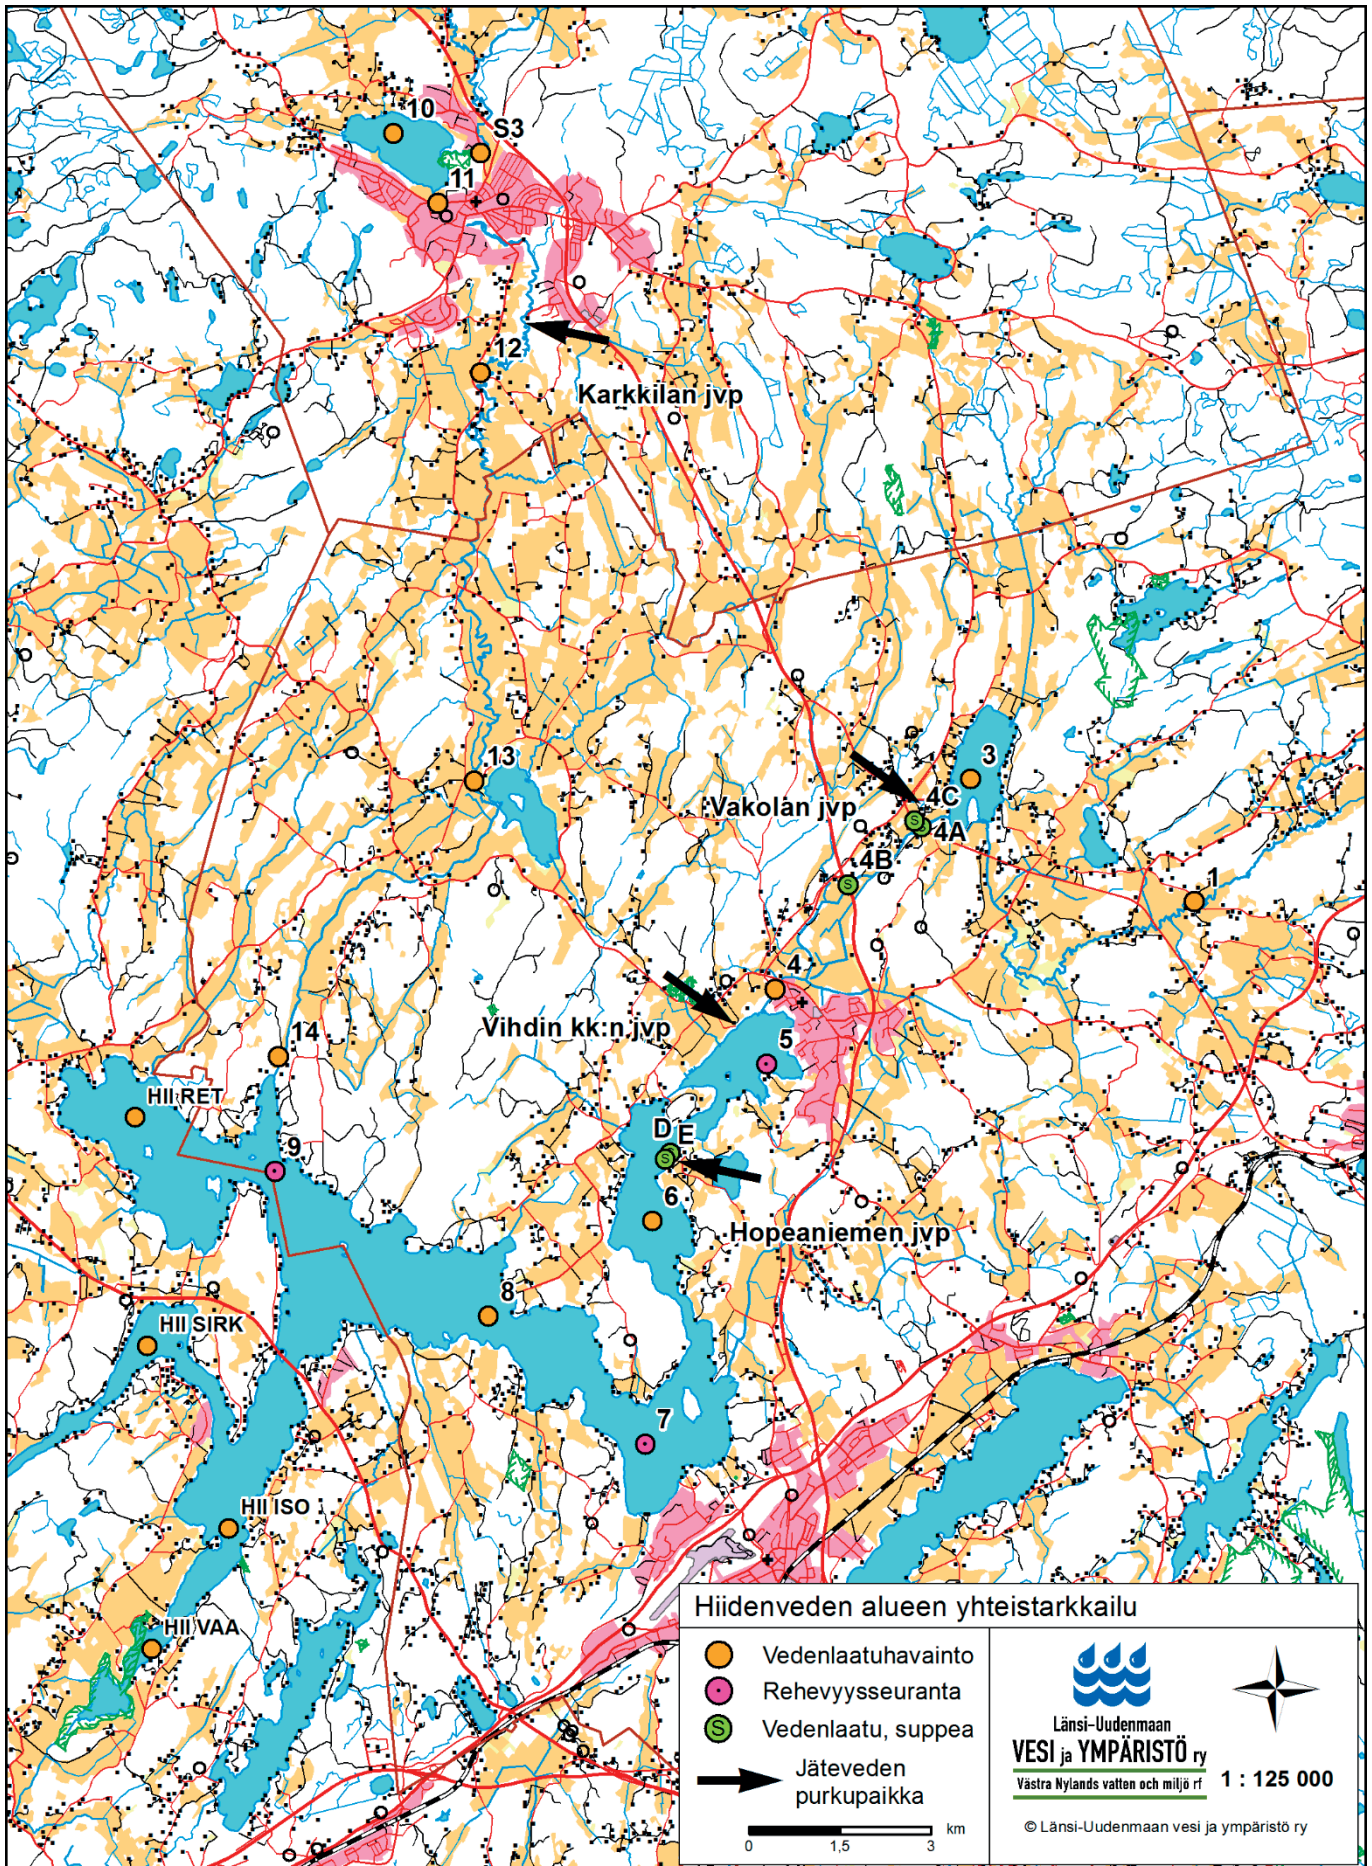 10
S3
11
12
Karkkilan jvp
13
3
4C
Vakolan jvp
4A
4B
1
4
Vihdin kk:n jvp
5
14
HII RET
D E
9
6
Hopeaniemen jvp
8
HII SIRK
7
HII ISO
HII VAA
Hiidenveden alueen yhteistarkkailu
Vedenlaatuhavainto
Rehevyysseuranta
S Vedenlaatu, suppea
Jäteveden
purkupaikka
0 1,5 3 km
Länsi-Uudenmaan
VESI ja YMPÄRISTÖ ry
Västra Nylands vatten och miljö rf
1 : 125 000
© Länsi-Uudenmaan vesi ja ympäristö ry